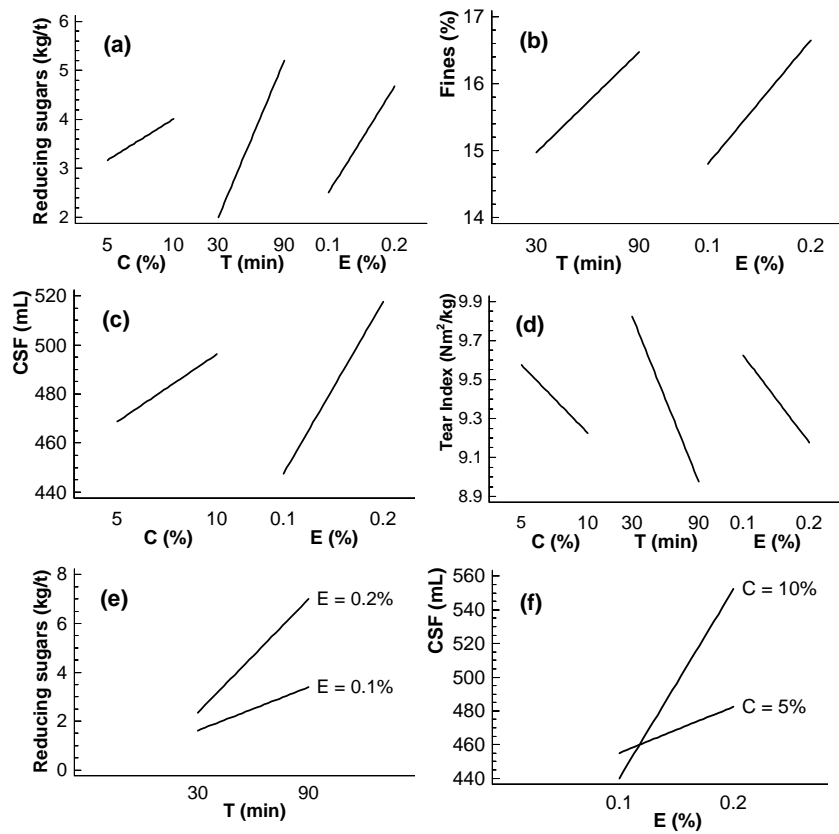 (a)
Reducing sugars (kg/t)
6
5
4
3
2
5 10 30 90 0.1 0.2
C (%) T (min) E (%)
(b)
Fines (%)
17
16
15
14
30 90 0.1 0.2
T (min) E (%)
(c)
CSF (mL)
520
500
480
460
440
5 10 0.1 0.2
C (%) E (%)
(d)
Tear Index (Nm²/kg)
9.9
9.7
9.5
9.3
9.1
8.9
5 10 30 90 0.1 0.2
C (%) T (min) E (%)
(e)
Reducing sugars (kg/t)
8
6
4
2
0
E = 0.2%
E = 0.1%
30 90
T (min)
(f)
CSF (mL)
560
540
520
500
480
460
440
C = 10%
C = 5%
0.1 0.2
E (%)